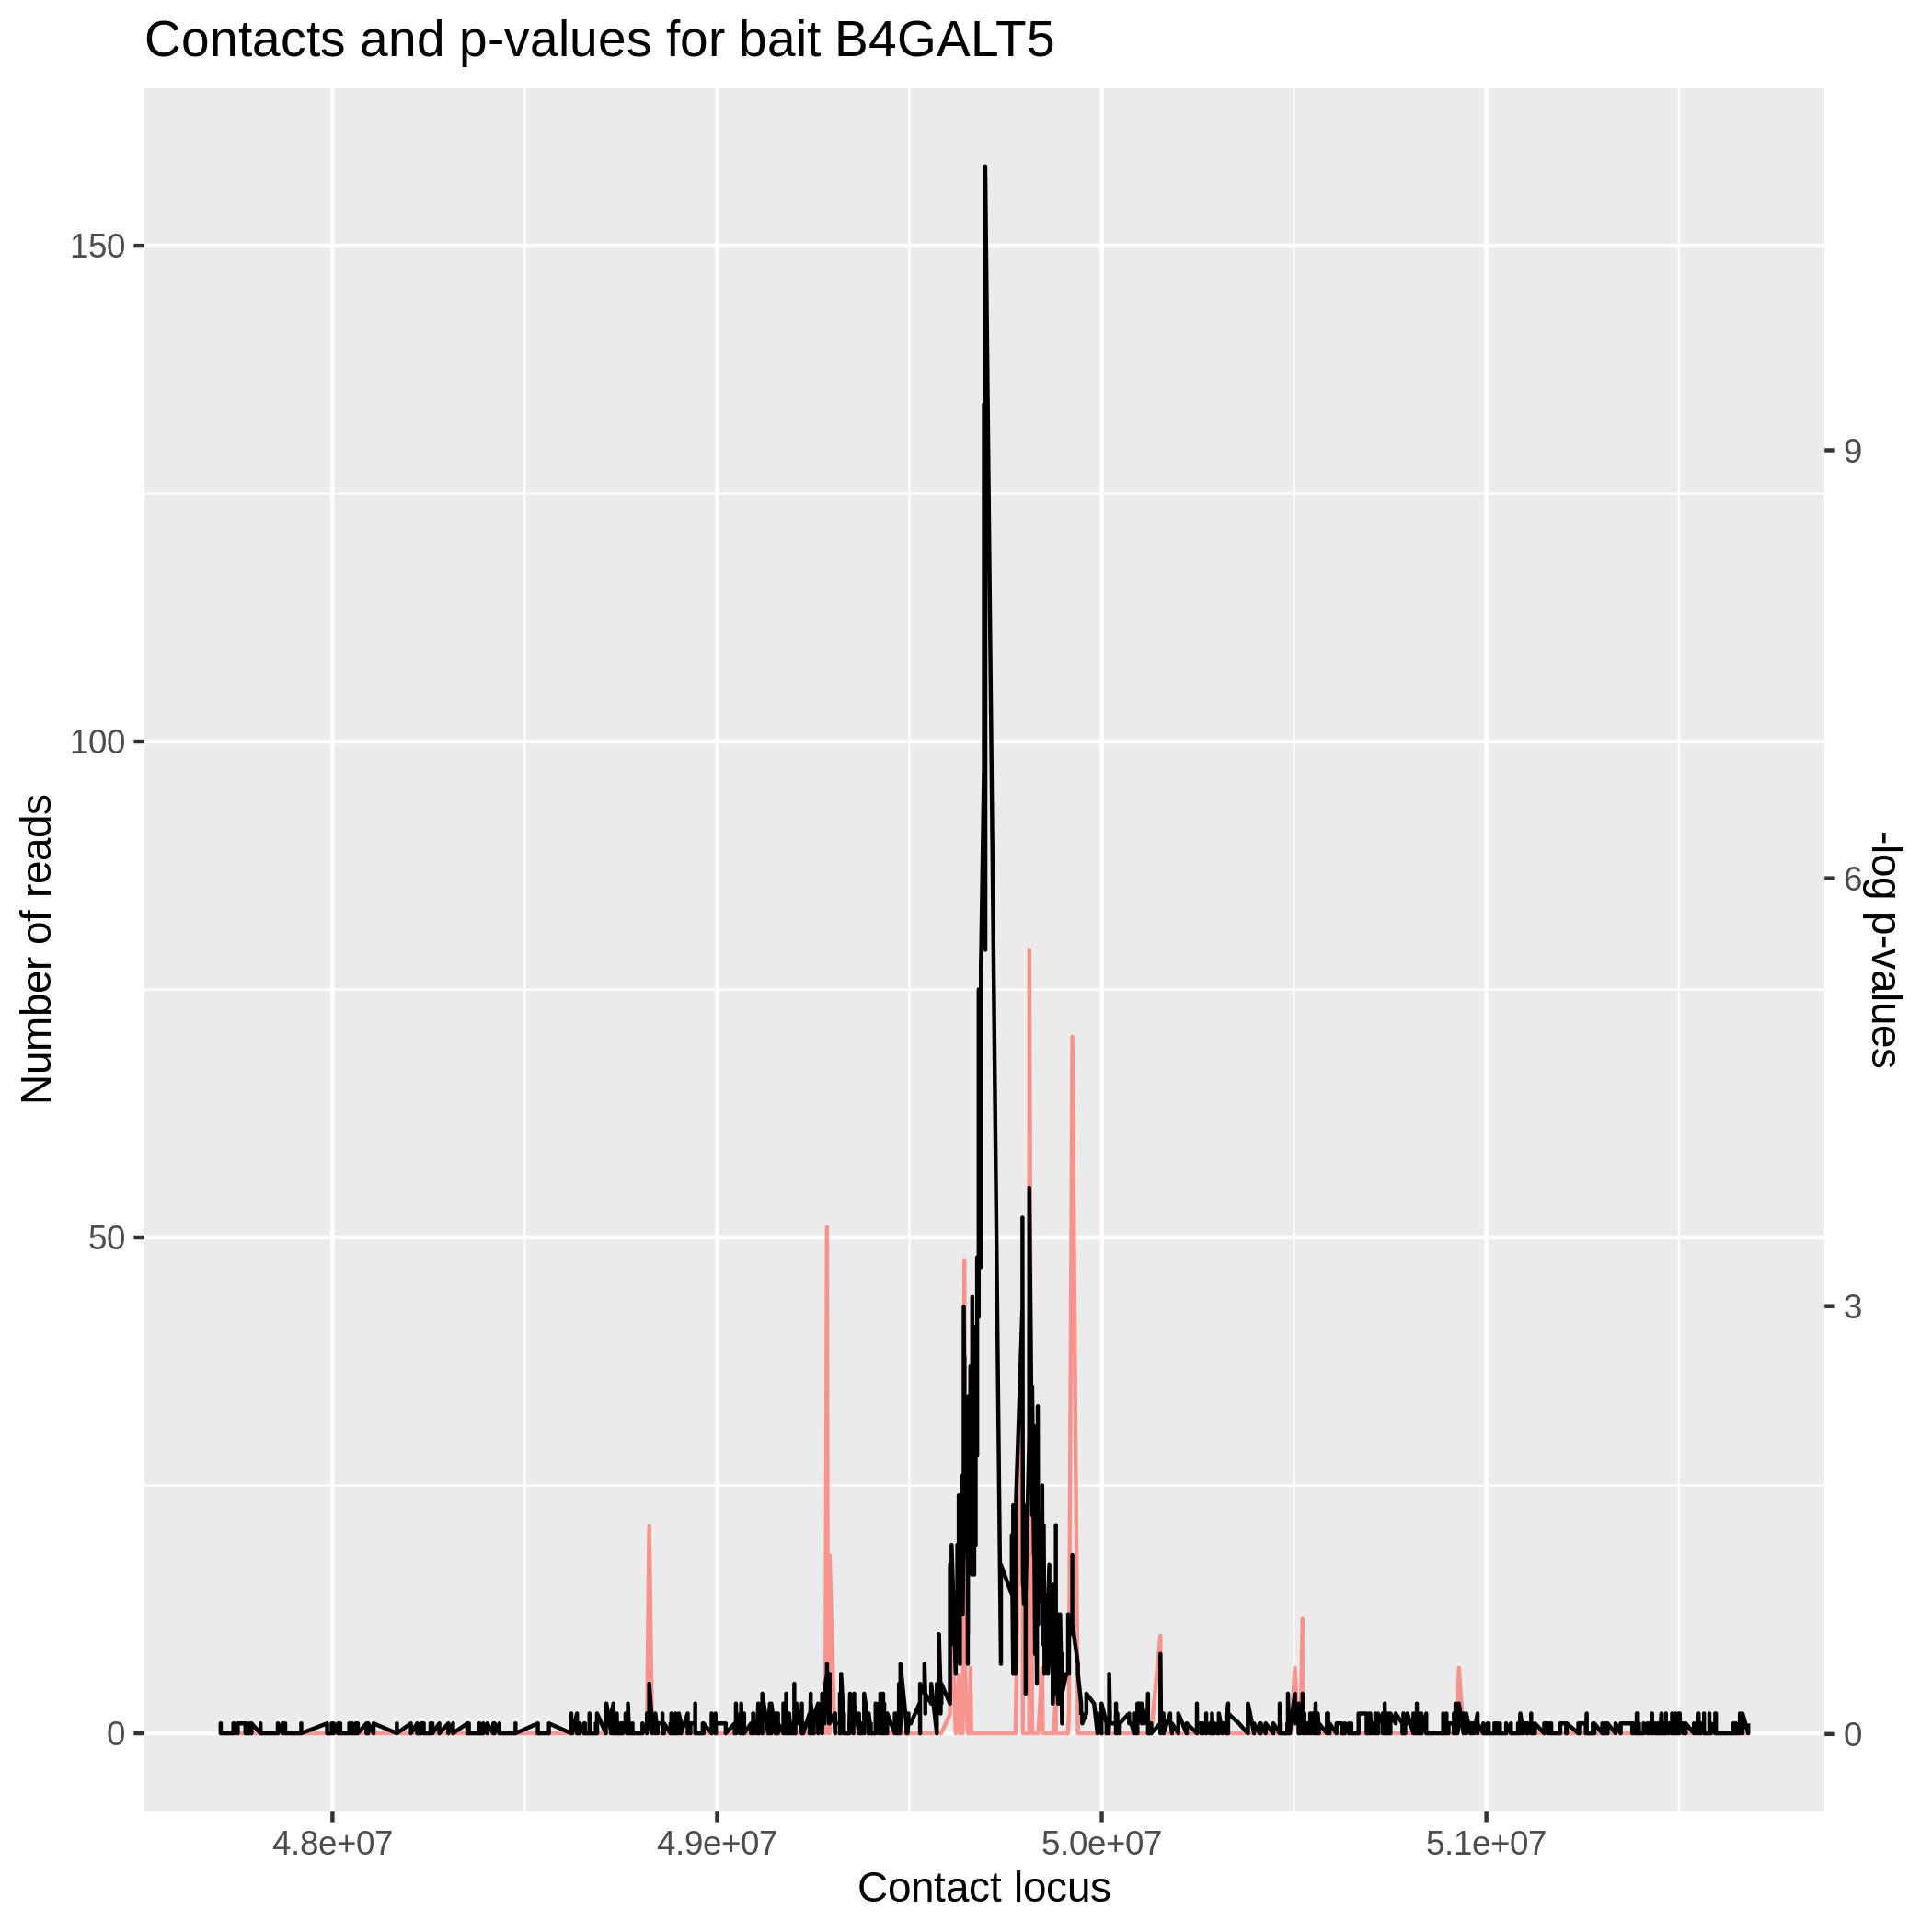 Contacts and p-values for bait B4GALT5
Number of reads
150
100
50
0
9
6
3
0
-log p-values
4.8e+07
4.9e+07
5.0e+07
5.1e+07
Contact locus